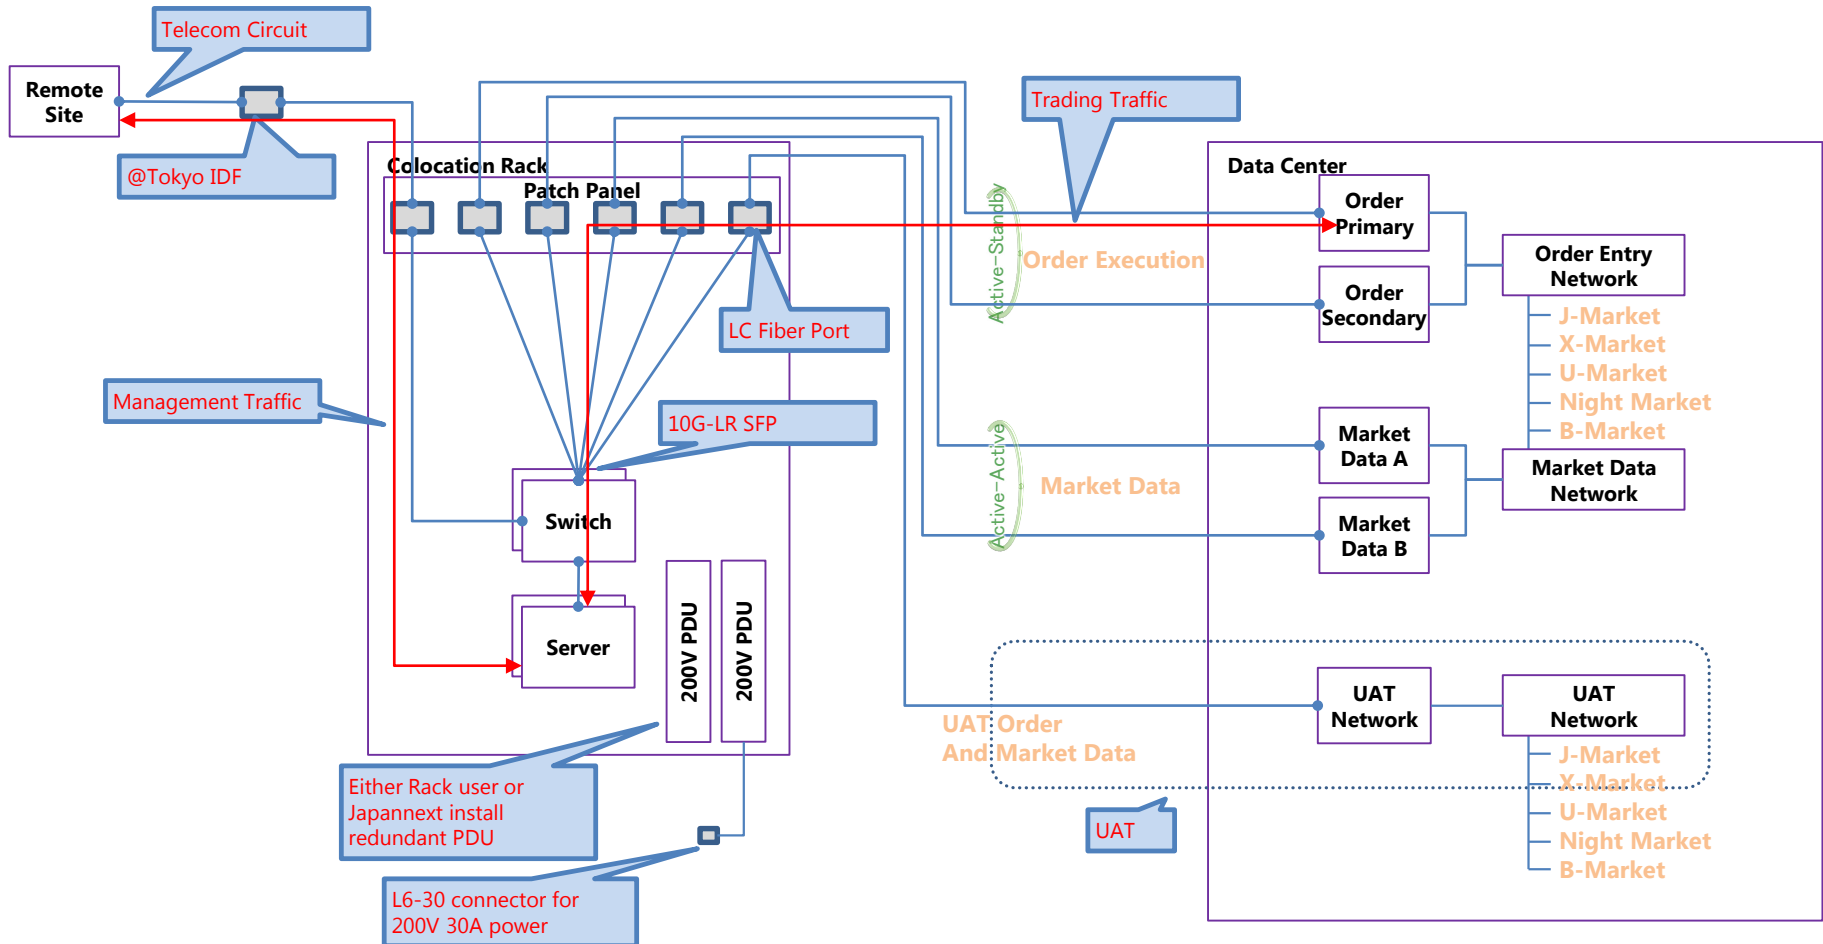 Telecom Circuit
Remote
Site
@Tokyo IDF
Trading Traffic
Colocation Rack
Patch Panel
LC Fiber Port
Management Traffic
10G-LR SFP
Switch
Server
200V PDU
200V PDU
Either Rack user or
Japannext install
redundant PDU
L6-30 connector for
200V 30A power
Active-Standby
Order Execution
Active-Active
Market Data
UAT Order
And Market Data
UAT
Data Center
Order
Primary
Order
Secondary
Order Entry
Network
J-Market
X-Market
U-Market
Night Market
B-Market
Market
Data A
Market
Data B
Market Data
Network
UAT
Network
UAT
Network
J-Market
X-Market
U-Market
Night Market
B-Market